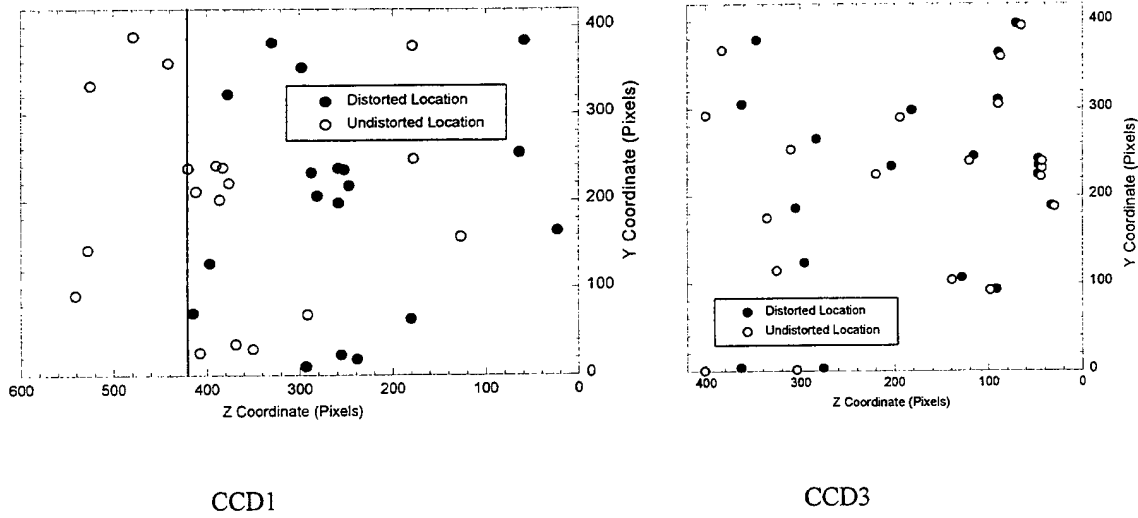 400
300
200
100
0
Y Coordinate (Pixels)
Distorted Location
Undistorted Location
600 500 400 300 200 100 0
Z Coordinate (Pixels)
CCD1
400
300
200
100
0
Y Coordinate (Pixels)
Distorted Location
Undistorted Location
400 300 200 100 0
Z Coordinate (Pixels)
CCD3